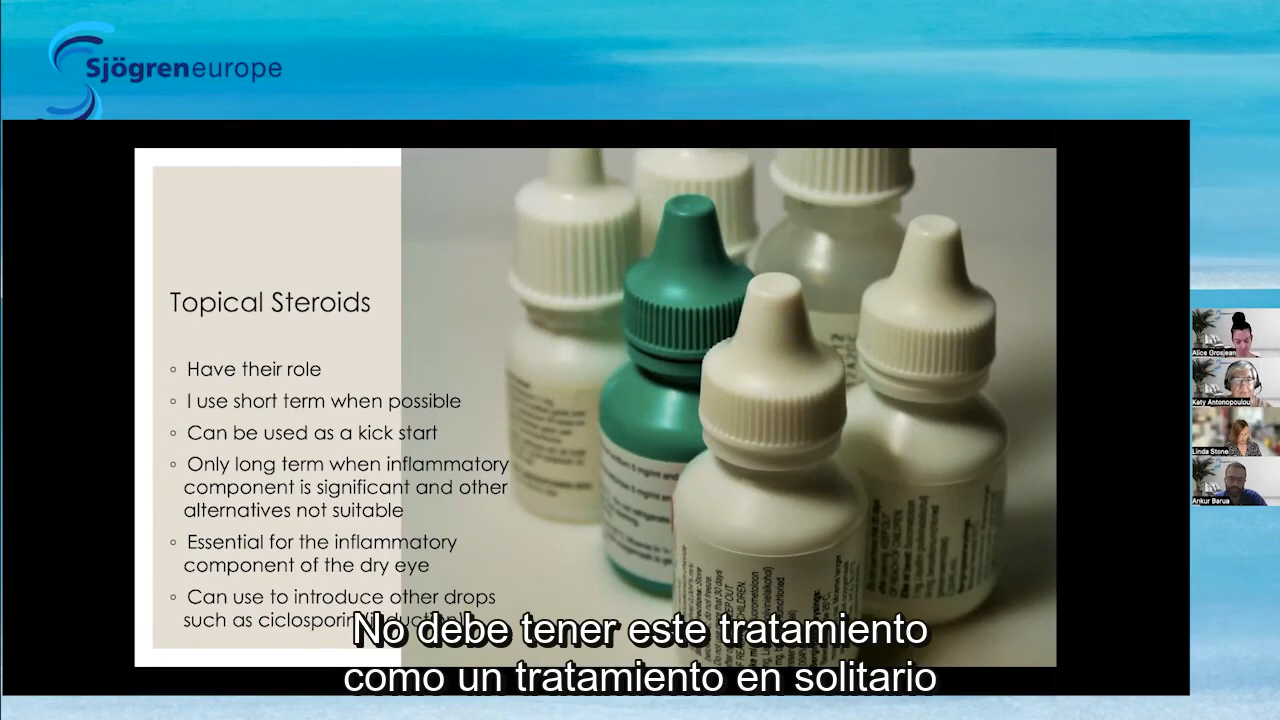 Sjögreneurope
Topical Steroids
◦ Have their role
◦ I use short term when possible
◦ Can be used as a kick start
◦ Only long term when inflammatory
component is significant and other
alternatives not suitable
◦ Essential for the inflammatory
component of the dry eye
◦ Can use to introduce other drops
such as ciclosporin
No debe tener este tratamiento
como un tratamiento en solitario
Alice Grosjean
Katy Antonopoulou
Linda Stone
Ankur Barua